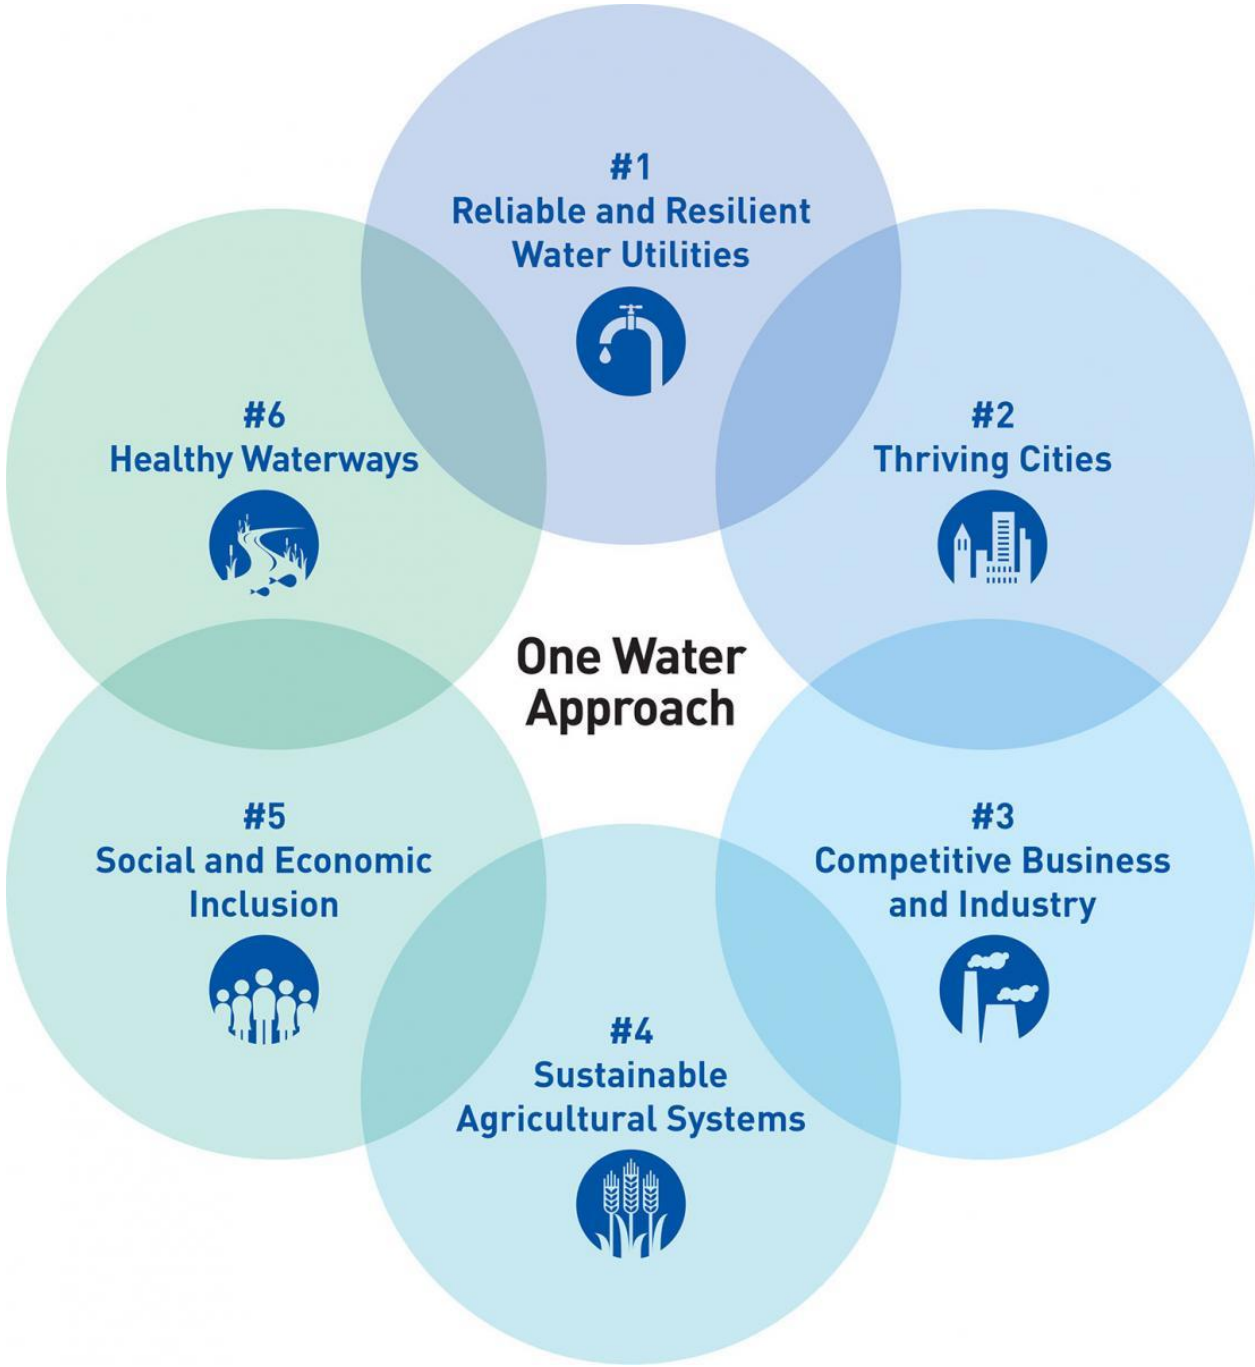 #1
Reliable and Resilient
Water Utilities
#2
Thriving Cities
#3
Competitive Business
and Industry
#4
Sustainable
Agricultural Systems
#5
Social and Economic
Inclusion
#6
Healthy Waterways
One Water
Approach